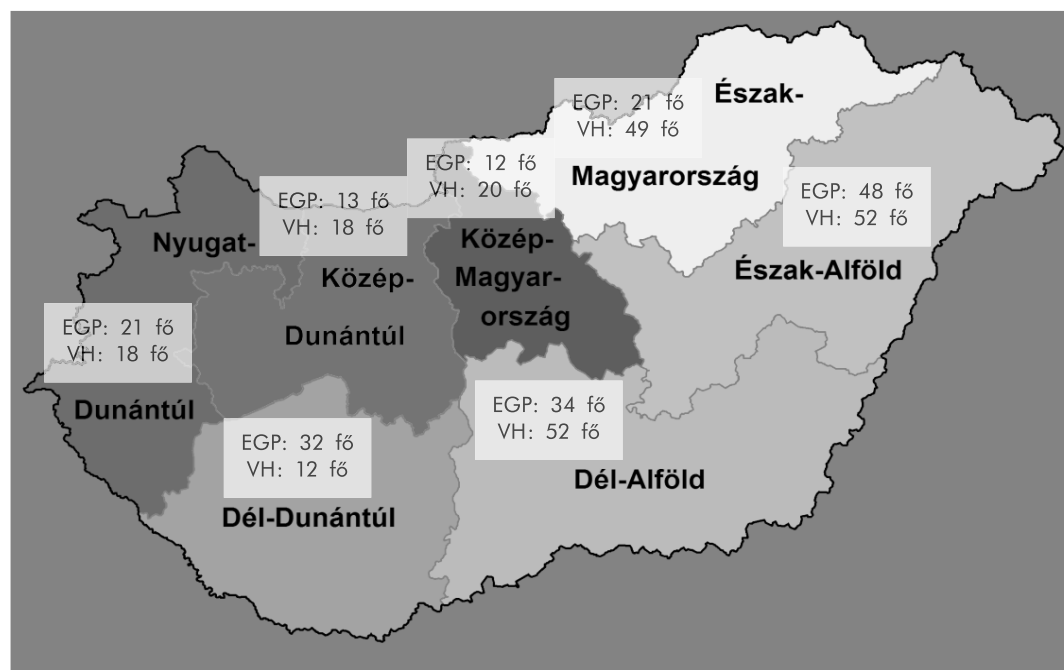 EGP: 21 fő
VH: 49 fő
Észak-
Magyarország
EGP: 12 fő
VH: 20 fő
EGP: 48 fő
VH: 52 fő
EGP: 13 fő
VH: 18 fő
Nyugat-
Dunántúl
Közép-
Dunántúl
Közép-
Magyar-
ország
Észak-Alföld
EGP: 21 fő
VH: 18 fő
EGP: 34 fő
VH: 52 fő
EGP: 32 fő
VH: 12 fő
Dél-Alföld
Dél-Dunántúl